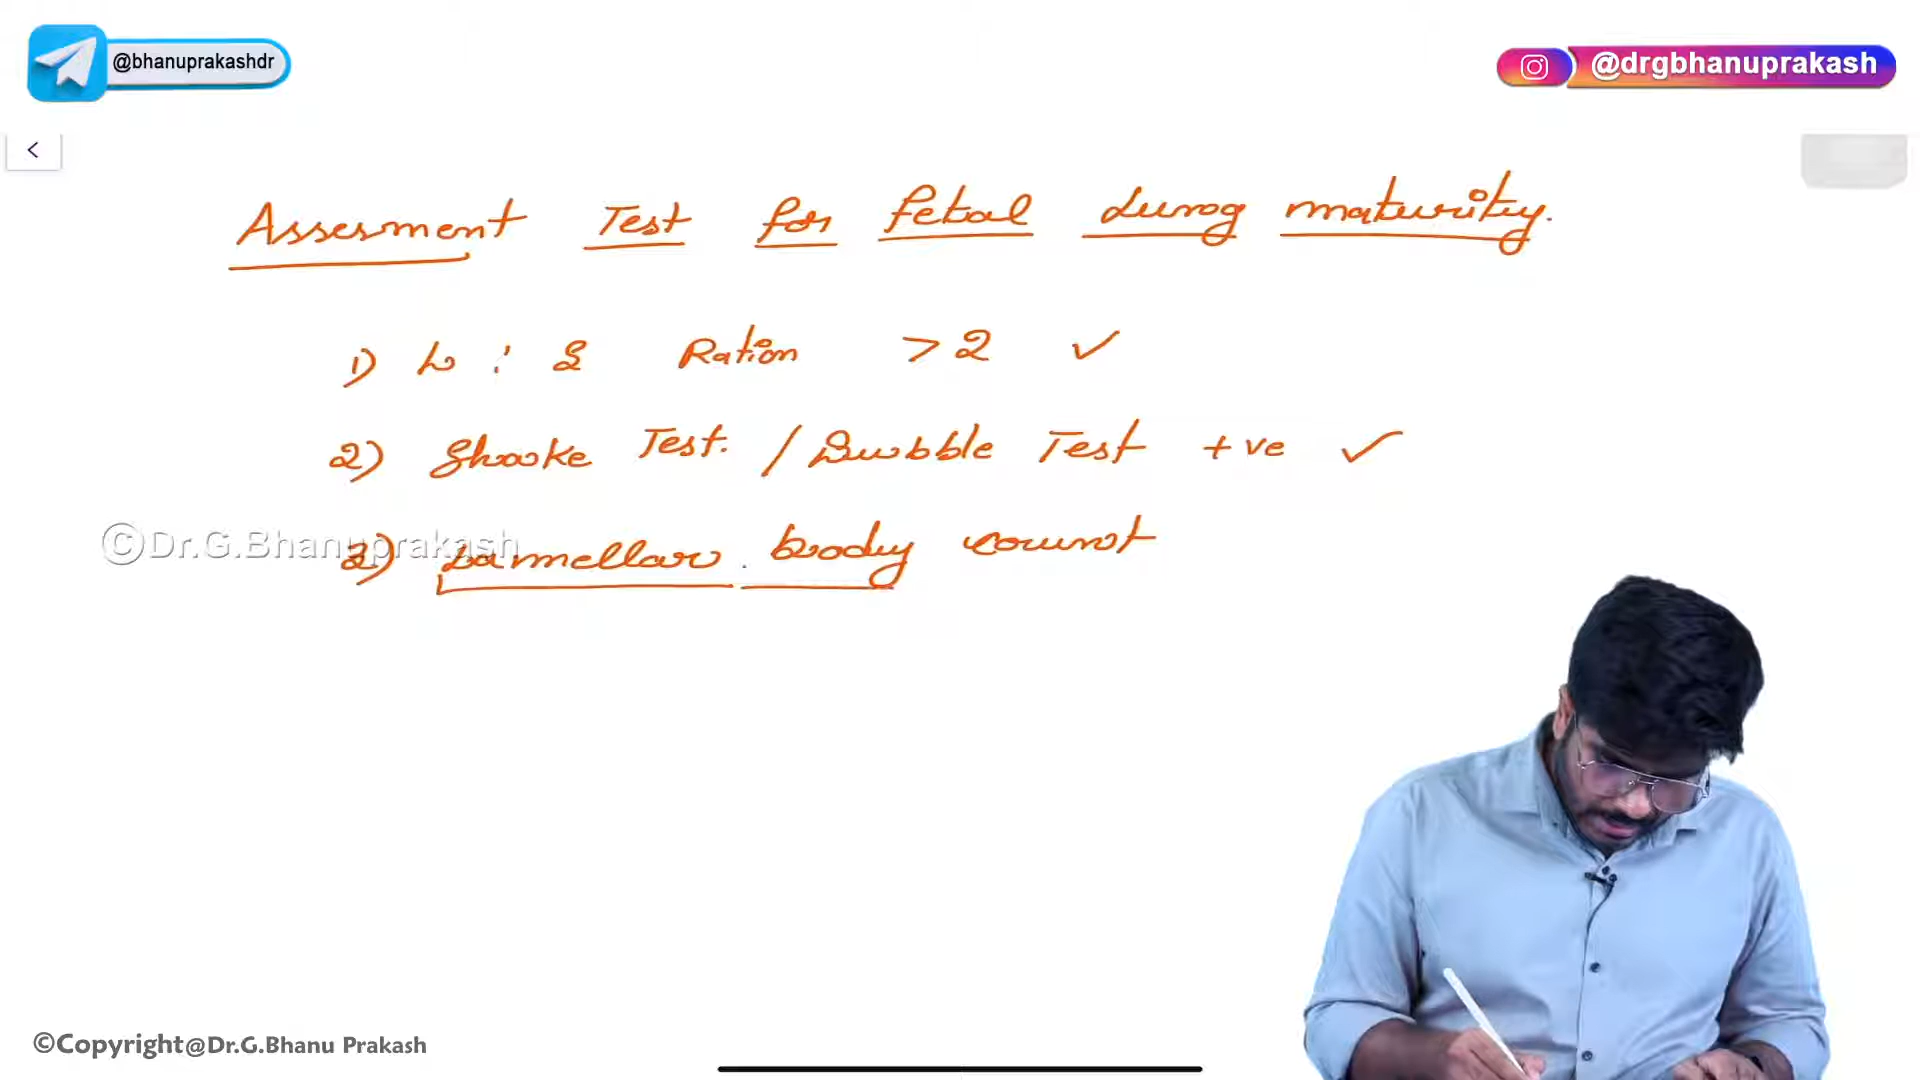 @bhanuprakashdr
@drgbhanuprakash
<
Assesment Test for fetal Lung maturity.
1) L : S Ration > 2 ✓
2) Shake Test. / Bubble Test +ve ✓
©Dr.G.Bhanuprakash
3) Lamellar body count
©Copyright@Dr.G.Bhanu Prakash